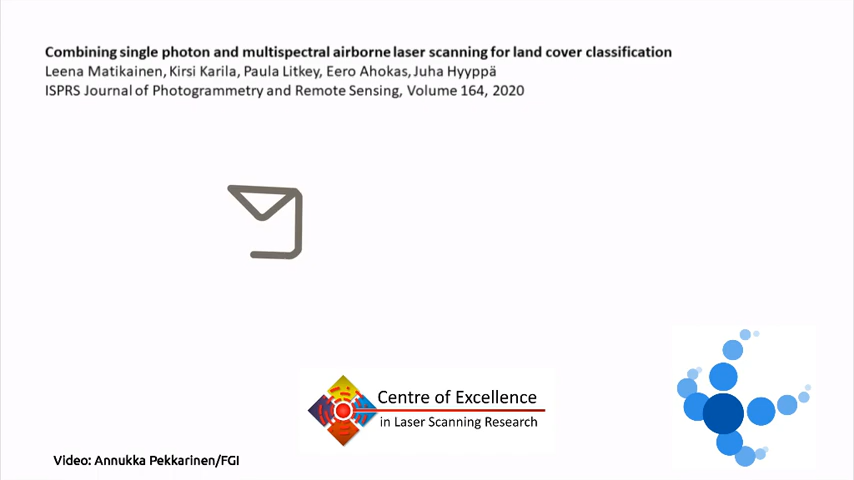 Combining single photon and multispectral airborne laser scanning for land cover classification
Leena Matikainen, Kirsi Karila, Paula Litkey, Eero Ahokas, Juha Hyyppä
ISPRS Journal of Photogrammetry and Remote Sensing, Volume 164, 2020
Centre of Excellence
in Laser Scanning Research
Video: Annukka Pekkarinen/FGI